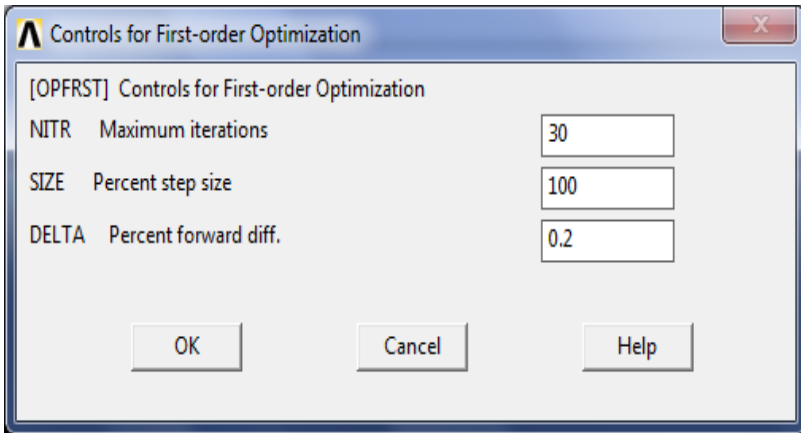 Controls for First-order Optimization
[OPFRST] Controls for First-order Optimization
NITR Maximum iterations 30
SIZE Percent step size 100
DELTA Percent forward diff. 0.2
OK Cancel Help